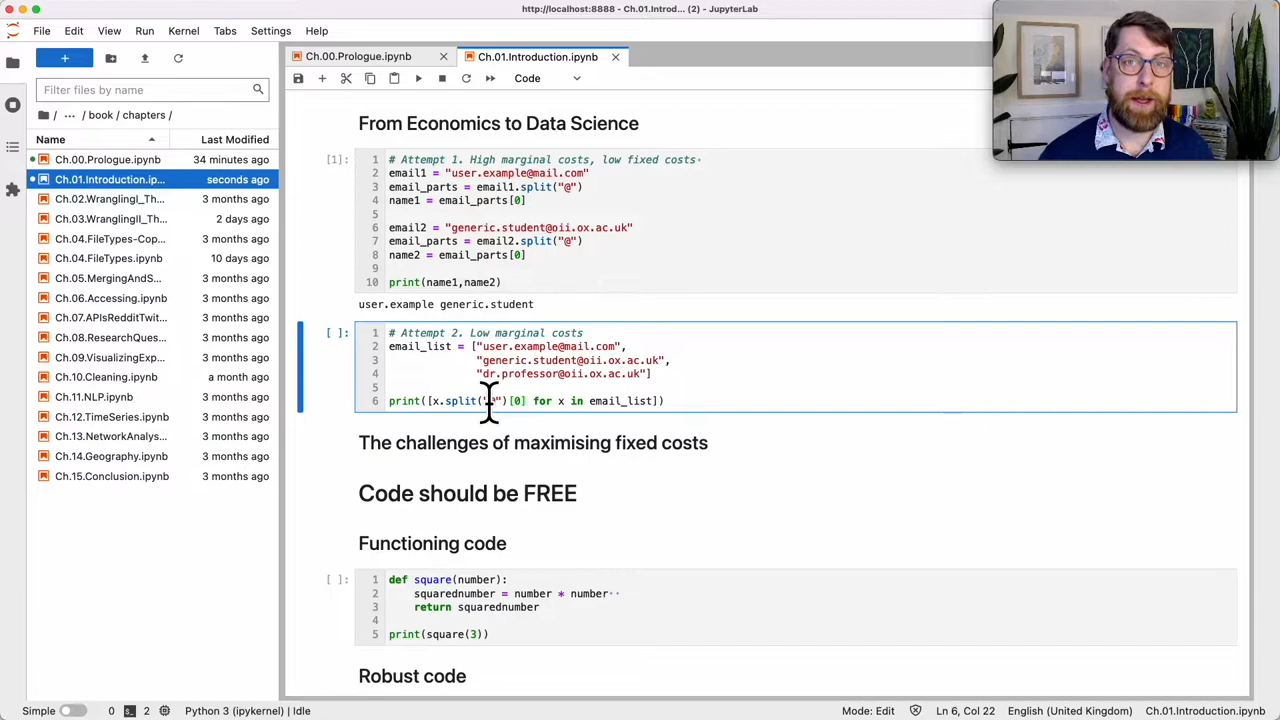 http://localhost:8888 - Ch.01.Introd... (2) - JupyterLab
File Edit View Run Kernel Tabs Settings Help
+
Filter files by name
/ ... / book / chapters /
Name Last Modified
Ch.00.Prologue.ipynb 34 minutes ago
Ch.01.Introduction.ip... seconds ago
Ch.02.WranglingI_Th... 3 months ago
Ch.03.WranglingII_Th... 2 days ago
Ch.04.FileTypes-Cop... 3 months ago
Ch.04.FileTypes.ipynb 10 days ago
Ch.05.MergingAndS... 3 months ago
Ch.06.Accessing.ipynb 3 months ago
Ch.07.APIsRedditTwit... 3 months ago
Ch.08.ResearchQues... 3 months ago
Ch.09.VisualizingExp... 3 months ago
Ch.10.Cleaning.ipynb a month ago
Ch.11.NLP.ipynb 3 months ago
Ch.12.TimeSeries.ipynb 3 months ago
Ch.13.NetworkAnalys... 3 months ago
Ch.14.Geography.ipynb 3 months ago
Ch.15.Conclusion.ipynb 3 months ago
Ch.00.Prologue.ipynb Ch.01.Introduction.ipynb
Code
From Economics to Data Science
[1]: 1 # Attempt 1. High marginal costs, low fixed costs·
2 email1 = "user.example@mail.com"
3 email_parts = email1.split("@")
4 name1 = email_parts[0]
5
6 email2 = "generic.student@oii.ox.ac.uk"
7 email_parts = email2.split("@")
8 name2 = email_parts[0]
9
10 print(name1,name2)
user.example generic.student
[ ]: 1 # Attempt 2. Low marginal costs
2 email_list = ["user.example@mail.com",
3 "generic.student@oii.ox.ac.uk",
4 "dr.professor@oii.ox.ac.uk"]
5
6 print([x.split("@")[0] for x in email_list])
The challenges of maximising fixed costs
Code should be FREE
Functioning code
[ ]: 1 def square(number):
2 squarednumber = number * number··
3 return squarednumber
4
5 print(square(3))
Robust code
Simple 0 2 Python 3 (ipykernel) | Idle Mode: Edit Ln 6, Col 22 English (United Kingdom) Ch.01.Introduction.ipynb